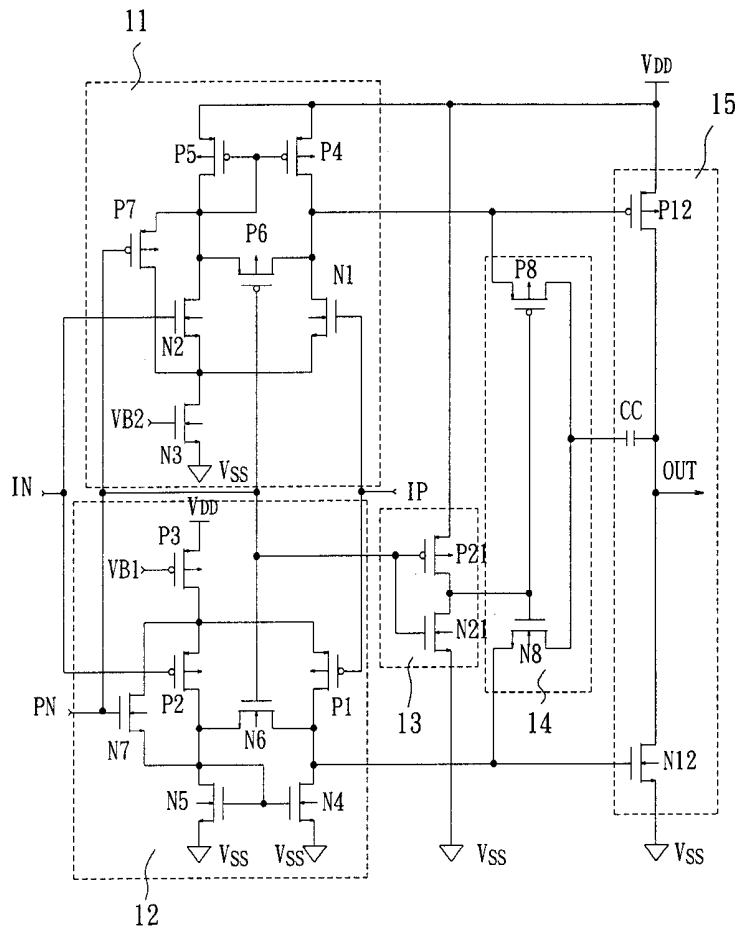 11
VDD
15
P5
P4
P12
P7
P6
N1
P8
N2
VB2
N3
VSS
CC
OUT
IN
IP
VDD
P3
P21
VB1
N21
N8
P2
P1
13
14
PN
N7
N6
N5
N4
N12
VSS
VSS
VSS
VSS
12